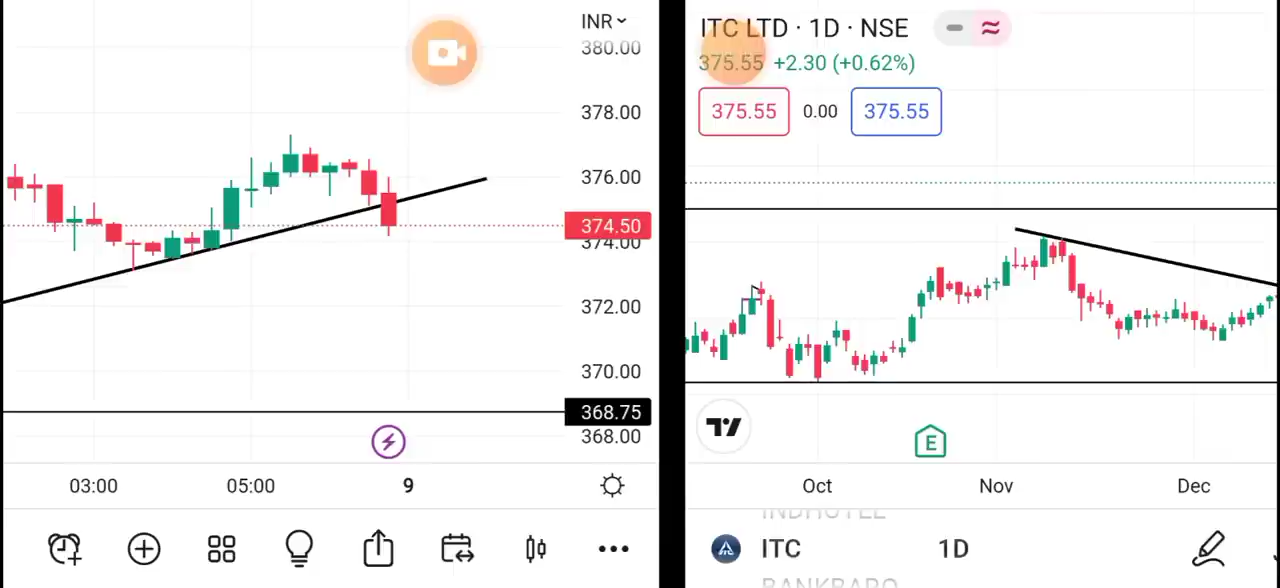 INR
380.00
378.00
376.00
374.50
374.00
372.00
370.00
368.75
368.00
03:00 05:00 9
ITC LTD · 1D · NSE
375.55 +2.30 (+0.62%)
375.55 0.00 375.55
E
Oct Nov Dec
INDHOTEL
ITC 1D
BANKBARO